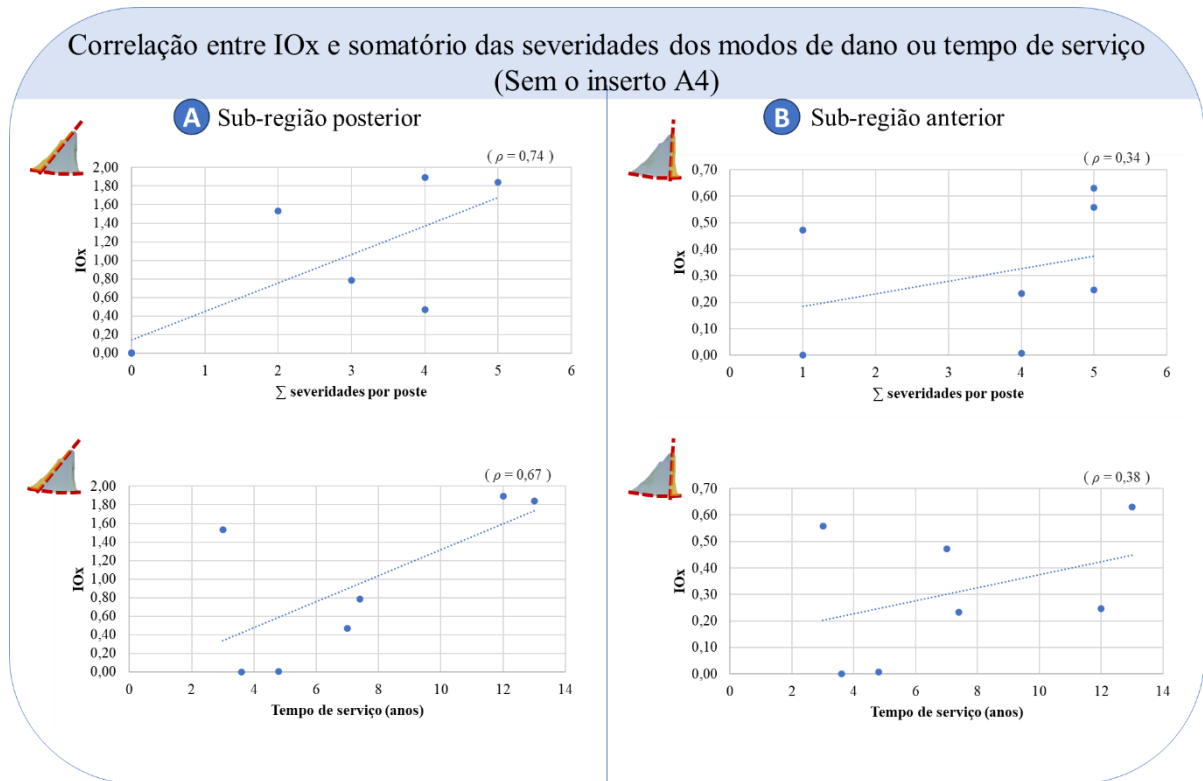 Correlação entre IOx e somatório das severidades dos modos de dano ou tempo de serviço
(Sem o inserto A4)
A Sub-região posterior
( ρ = 0,74 )
2,00
1,80
1,60
1,40
1,20
1,00
0,80
0,60
0,40
0,20
0,00
IOx
0 1 2 3 4 5 6
∑ severidades por poste
( ρ = 0,67 )
2,00
1,80
1,60
1,40
1,20
1,00
0,80
0,60
0,40
0,20
0,00
IOx
0 2 4 6 8 10 12 14
Tempo de serviço (anos)
B Sub-região anterior
( ρ = 0,34 )
0,70
0,60
0,50
0,40
0,30
0,20
0,10
0,00
IOx
0 1 2 3 4 5 6
∑ severidades por poste
( ρ = 0,38 )
0,70
0,60
0,50
0,40
0,30
0,20
0,10
0,00
IOx
0 2 4 6 8 10 12 14
Tempo de serviço (anos)